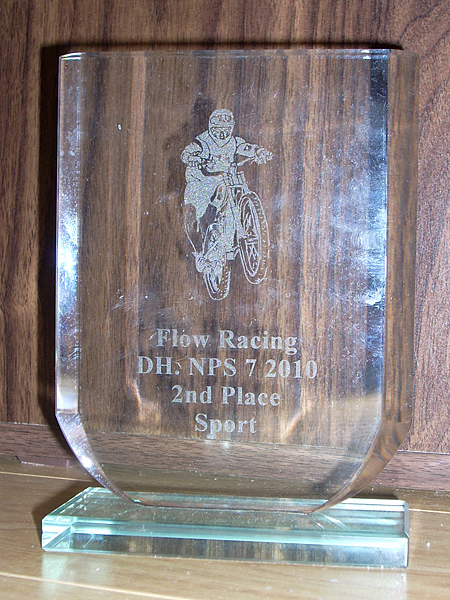 Flow Racing
DH: NPS 7 2010
2nd Place
Sport